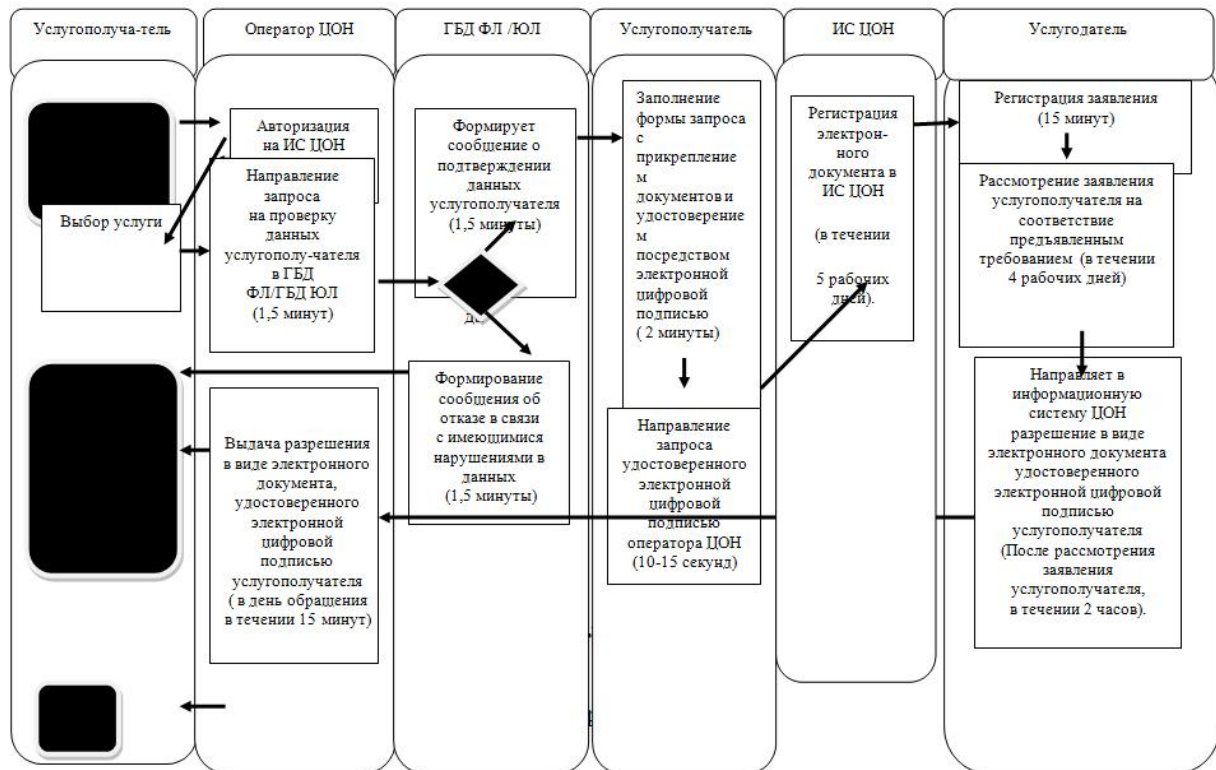 Услугополуча-тель
Оператор ЦОН
ГБД ФЛ /ЮЛ
Услугополучатель
ИС ЦОН
Услугодатель
Авторизация
на ИС ЦОН
Выбор услуги
Направление
запроса
на проверку
данных
услугополу-чателя
в ГБД
ФЛ/ГБД ЮЛ
(1,5 минут)
Формирует
сообщение о
подтверждении
данных
услугополучателя
(1,5 минуты)
Формирование
сообщения об
отказе в связи
с имеющимися
нарушениями в
данных
(1,5 минуты)
Выдача разрешения
в виде электронного
документа,
удостоверенного
электронной
цифровой
подписью
услугополучателя
( в день обращения
в течении 15 минут)
Заполнение
формы запроса
с
прикрепление
м
документов и
удостоверение
м
посредством
электронной
цифровой
подписью
( 2 минуты)
Направление
запроса
удостоверенного
электронной
цифровой
подписью
оператора ЦОН
(10-15 секунд)
Регистрация
электрон-
ного
документа в
ИС ЦОН
(в течении
5 рабочих
дней).
Регистрация заявления
(15 минут)
Рассмотрение заявления
услугополучателя на
соответствие
предъявленным
требованием (в течении
4 рабочих дней)
Направляет в
информационную
систему ЦОН
разрешение в виде
электронного документа
удостоверенного
электронной цифровой
подписью
услугополучателя
(После рассмотрения
заявления
услугополучателя,
в течении 2 часов).